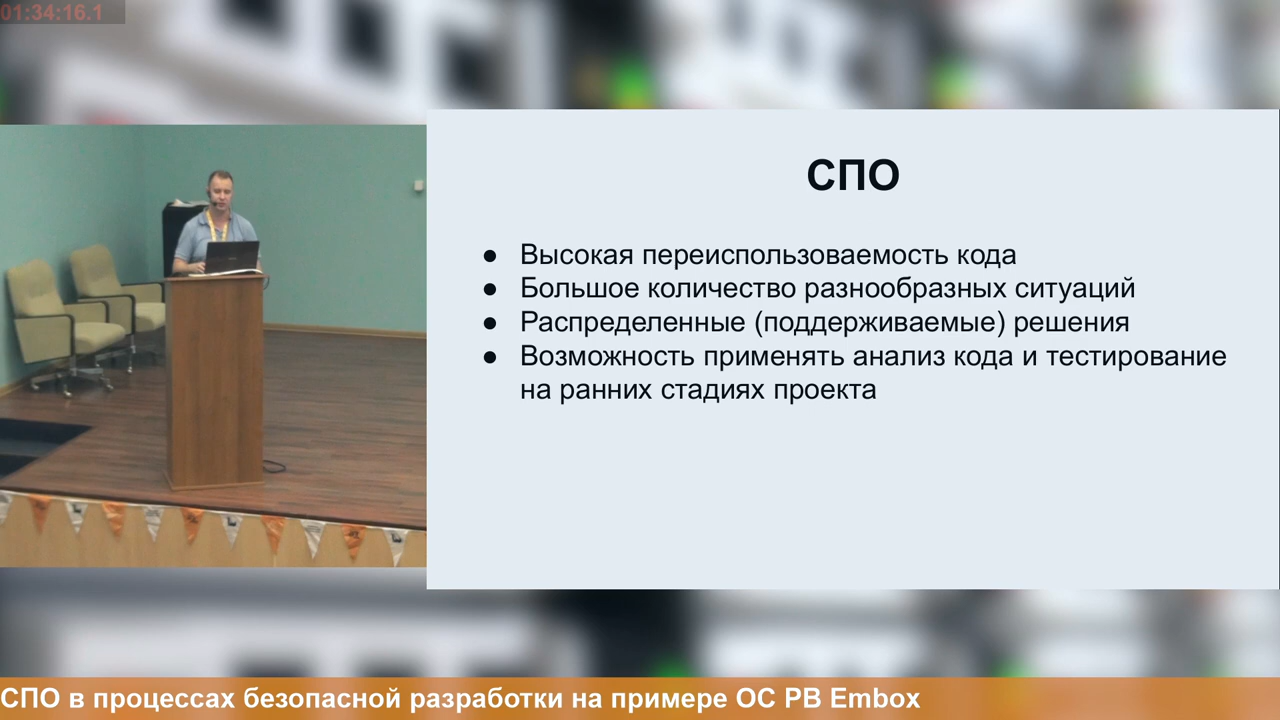 01:34:16.1
СПО
● Высокая переиспользоваемость кода
● Большое количество разнообразных ситуаций
● Распределенные (поддерживаемые) решения
● Возможность применять анализ кода и тестирование
на ранних стадиях проекта
СПО в процессах безопасной разработки на примере ОС РВ Embox